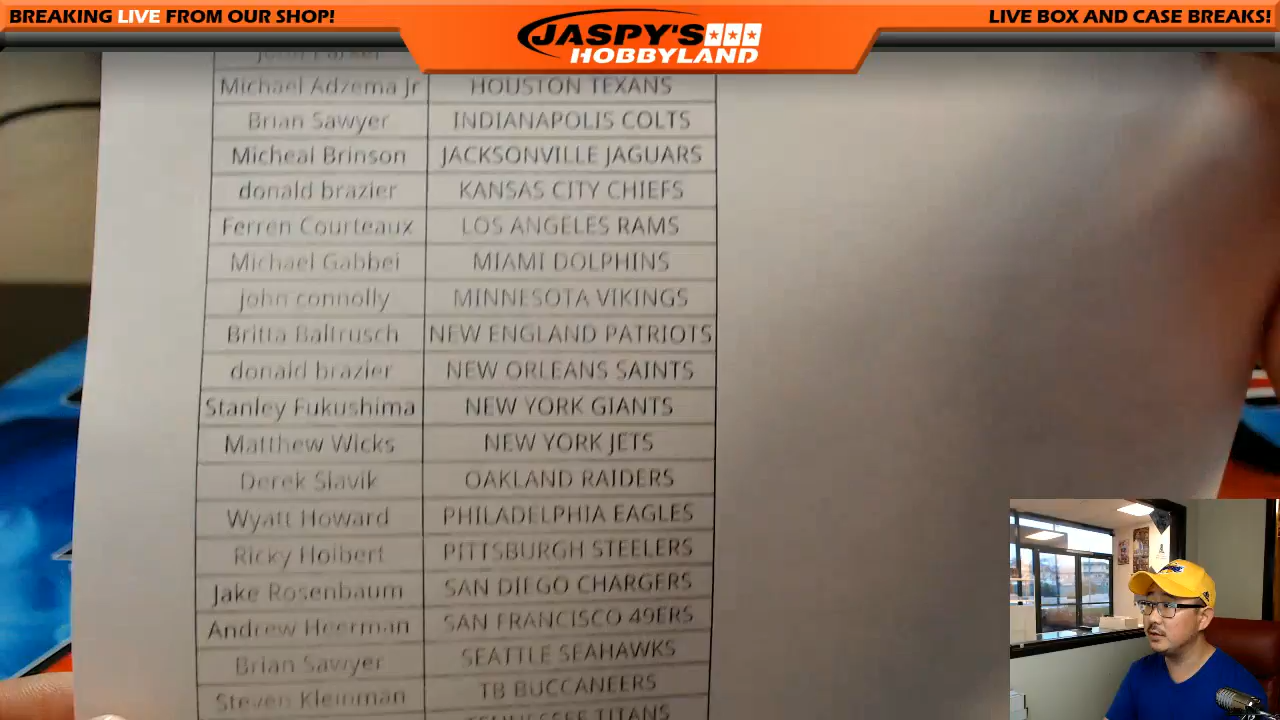 BREAKING LIVE FROM OUR SHOP!
JASPY'S
HOBBYLAND
LIVE BOX AND CASE BREAKS!
Michael Adzema Jr HOUSTON TEXANS
Brian Sawyer INDIANAPOLIS COLTS
Micheal Brinson JACKSONVILLE JAGUARS
donald brazier KANSAS CITY CHIEFS
Ferren Courteaux LOS ANGELES RAMS
Michael Gabbei MIAMI DOLPHINS
john connolly MINNESOTA VIKINGS
Britta Baltrusch NEW ENGLAND PATRIOTS
donald brazier NEW ORLEANS SAINTS
Stanley Fukushima NEW YORK GIANTS
Matthew Wicks NEW YORK JETS
Derek Slavik OAKLAND RAIDERS
Wyatt Howard PHILADELPHIA EAGLES
Ricky Hoibert PITTSBURGH STEELERS
Jake Rosenbaum SAN DIEGO CHARGERS
Andrew Heerman SAN FRANCISCO 49ERS
Brian Sawyer SEATTLE SEAHAWKS
Steven Kleinman TB BUCCANEERS
TENNESSEE TITANS